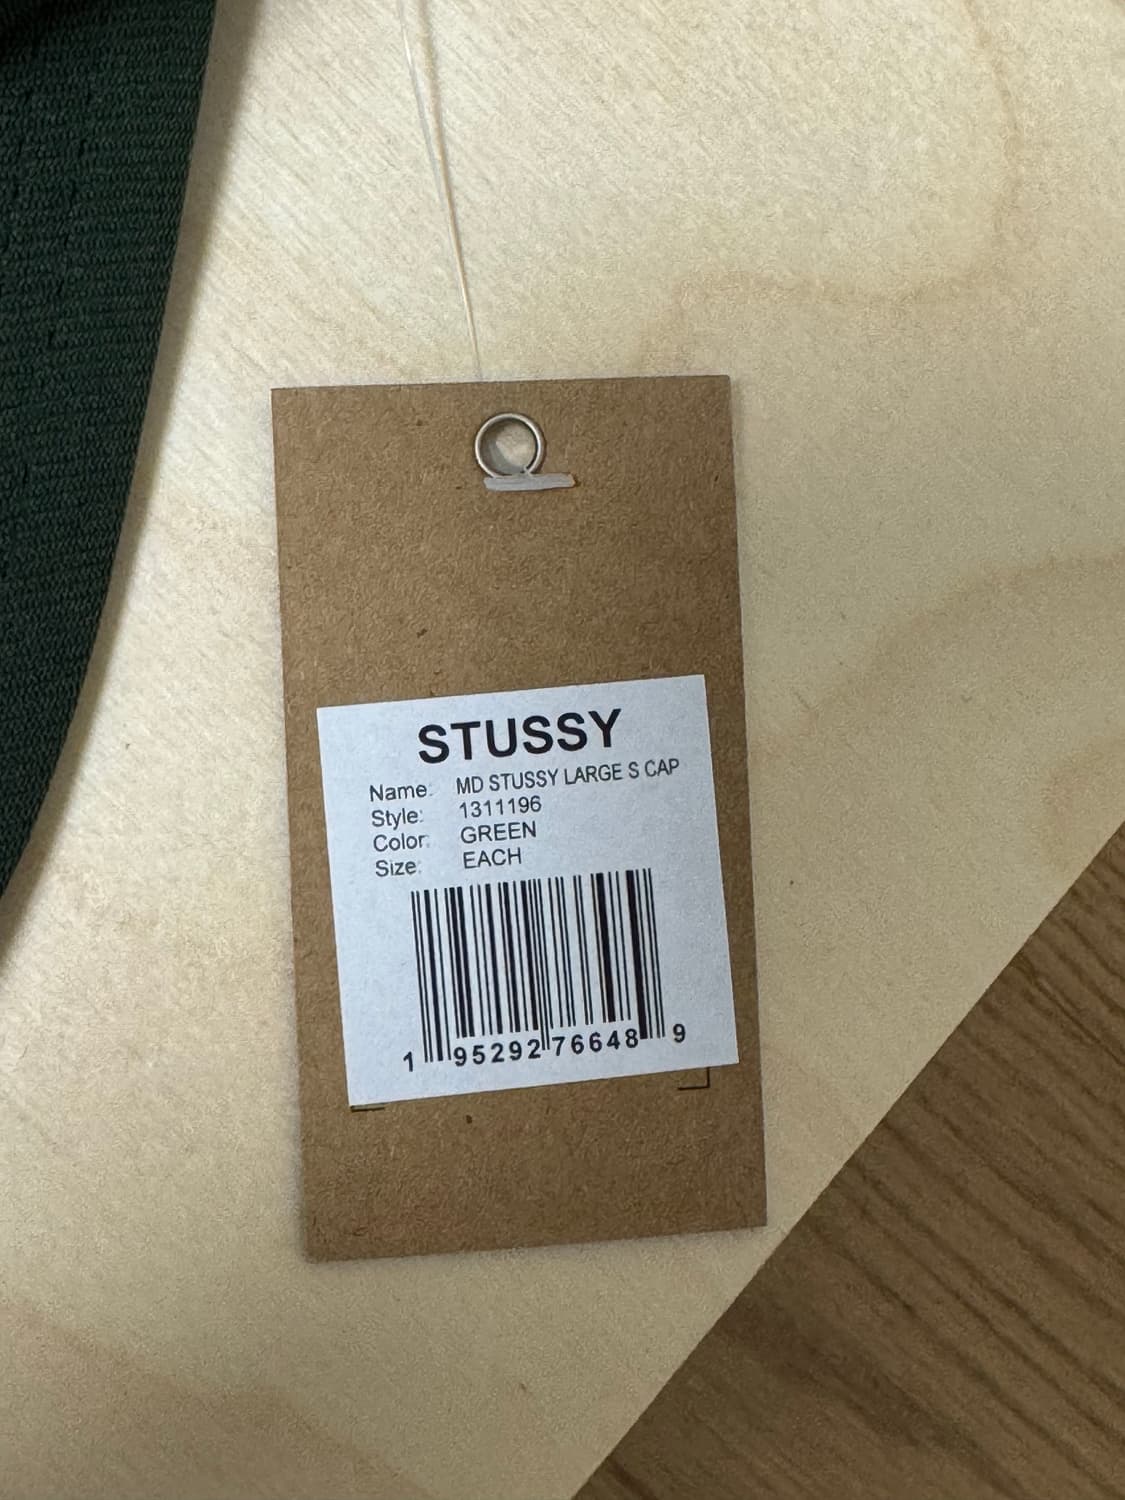 STUSSY
Name: MD STUSSY LARGE S CAP
Style: 1311196
Color: GREEN
Size: EACH
1 95292 76648 9